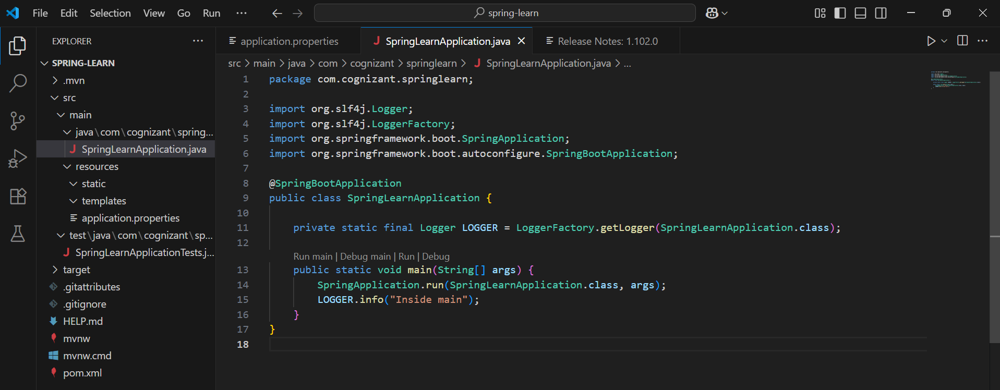 File Edit Selection View Go Run ··· spring-learn
EXPLORER ···
SPRING-LEARN
.mvn
src
main
java\com\cognizant\spring...
SpringLearnApplication.java
resources
static
templates
application.properties
test\java\com\cognizant\sp...
SpringLearnApplicationTests.j...
target
.gitattributes
.gitignore
HELP.md
mvnw
mvnw.cmd
pom.xml
application.properties SpringLearnApplication.java Release Notes: 1.102.0
src > main > java > com > cognizant > springlearn > SpringLearnApplication.java > ...
1 package com.cognizant.springlearn;
2
3 import org.slf4j.Logger;
4 import org.slf4j.LoggerFactory;
5 import org.springframework.boot.SpringApplication;
6 import org.springframework.boot.autoconfigure.SpringBootApplication;
7
8 @SpringBootApplication
9 public class SpringLearnApplication {
10
11 private static final Logger LOGGER = LoggerFactory.getLogger(SpringLearnApplication.class);
12
Run main | Debug main | Run | Debug
13 public static void main(String[] args) {
14 SpringApplication.run(SpringLearnApplication.class, args);
15 LOGGER.info("Inside main");
16 }
17 }
18